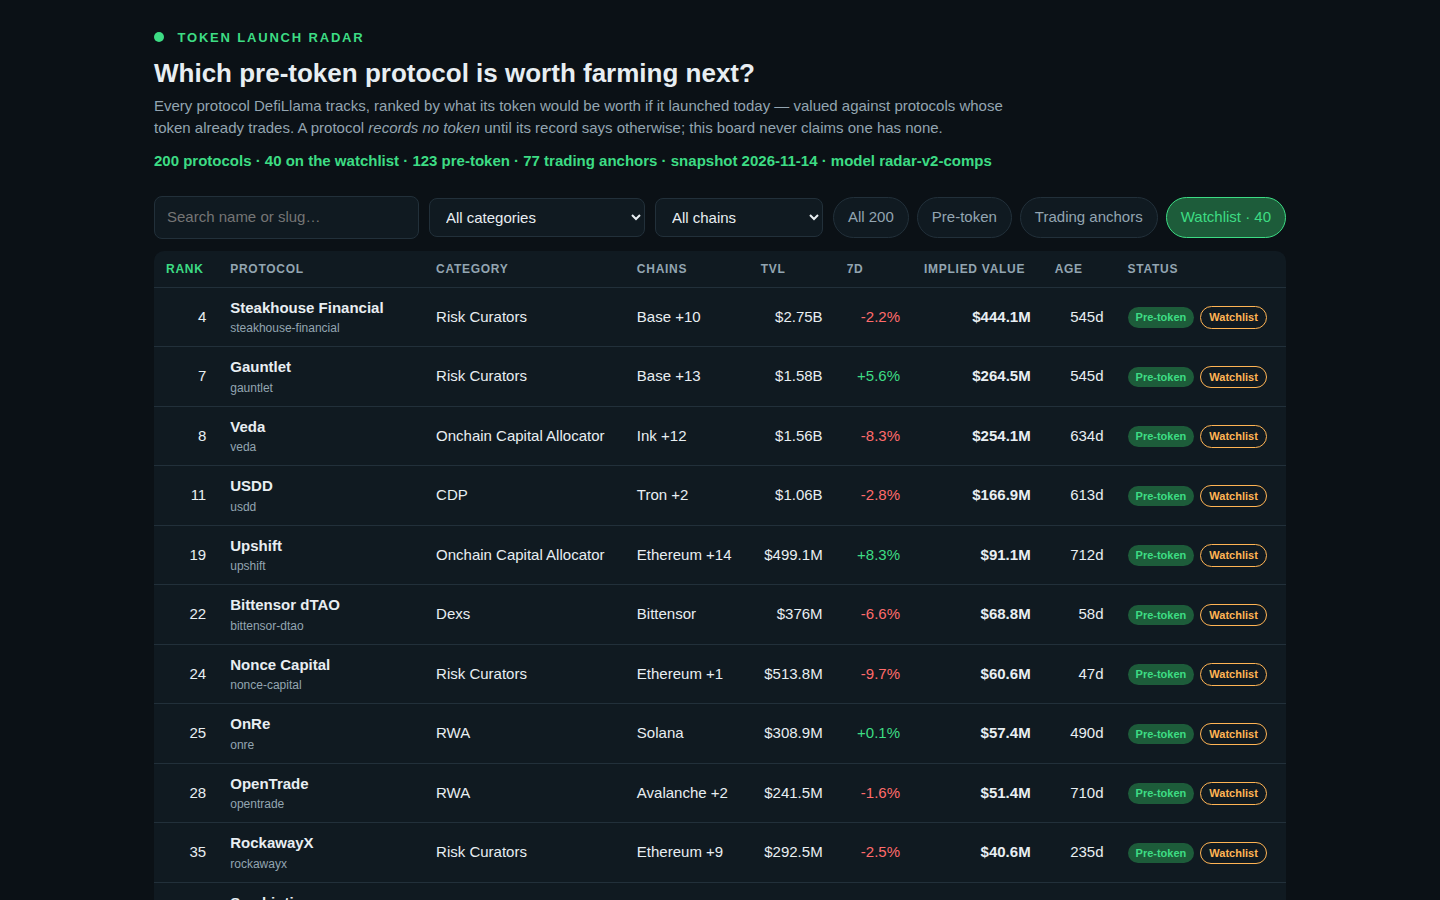 TOKEN LAUNCH RADAR
Which pre-token protocol is worth farming next?
Every protocol DefiLlama tracks, ranked by what its token would be worth if it launched today — valued against protocols whose
token already trades. A protocol records no token until its record says otherwise; this board never claims one has none.
200 protocols · 40 on the watchlist · 123 pre-token · 77 trading anchors · snapshot 2026-11-14 · model radar-v2-comps
Search name or slug… All categories All chains All 200 Pre-token Trading anchors Watchlist · 40
RANK PROTOCOL CATEGORY CHAINS TVL 7D IMPLIED VALUE AGE STATUS
4 Steakhouse Financial Risk Curators Base +10 $2.75B -2.2% $444.1M 545d Pre-token Watchlist
steakhouse-financial
7 Gauntlet Risk Curators Base +13 $1.58B +5.6% $264.5M 545d Pre-token Watchlist
gauntlet
8 Veda Onchain Capital Allocator Ink +12 $1.56B -8.3% $254.1M 634d Pre-token Watchlist
veda
11 USDD CDP Tron +2 $1.06B -2.8% $166.9M 613d Pre-token Watchlist
usdd
19 Upshift Onchain Capital Allocator Ethereum +14 $499.1M +8.3% $91.1M 712d Pre-token Watchlist
upshift
22 Bittensor dTAO Dexs Bittensor $376M -6.6% $68.8M 58d Pre-token Watchlist
bittensor-dtao
24 Nonce Capital Risk Curators Ethereum +1 $513.8M -9.7% $60.6M 47d Pre-token Watchlist
nonce-capital
25 OnRe RWA Solana $308.9M +0.1% $57.4M 490d Pre-token Watchlist
onre
28 OpenTrade RWA Avalanche +2 $241.5M -1.6% $51.4M 710d Pre-token Watchlist
opentrade
35 RockawayX Risk Curators Ethereum +9 $292.5M -2.5% $40.6M 235d Pre-token Watchlist
rockawayx